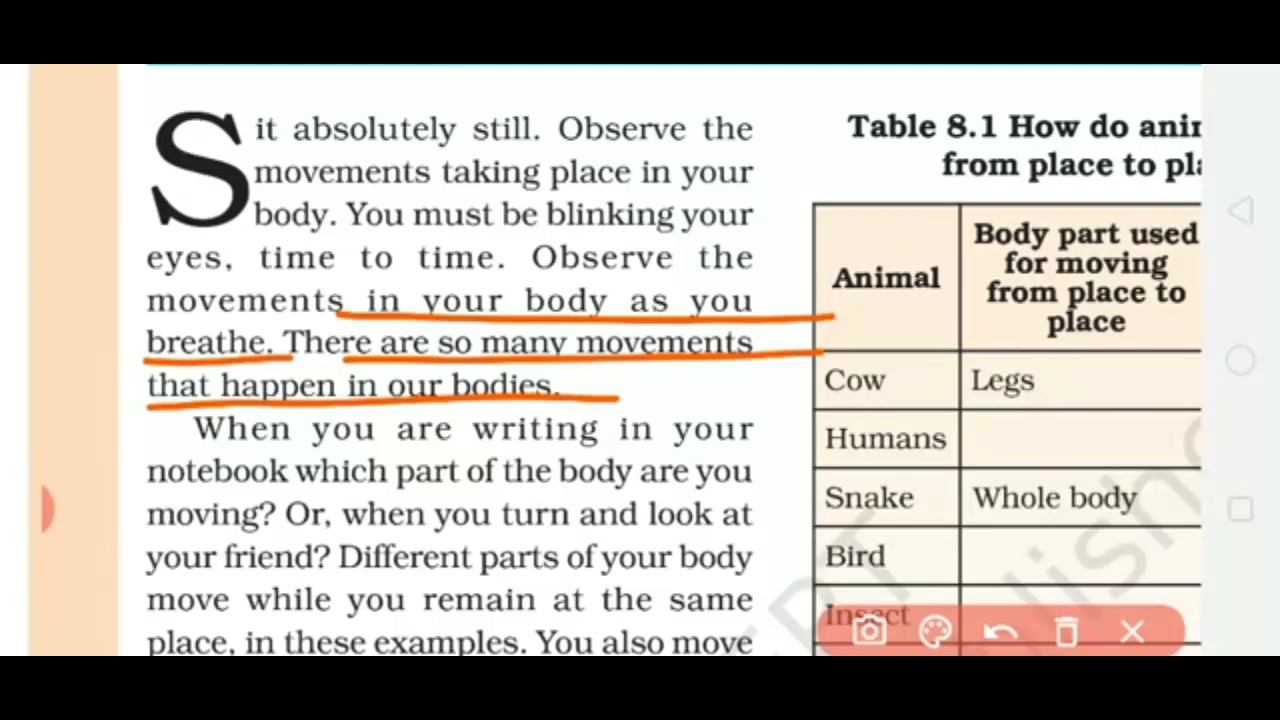 Sit absolutely still. Observe the
movements taking place in your
body. You must be blinking your
eyes, time to time. Observe the
movements in your body as you
breathe. There are so many movements
that happen in our bodies.
When you are writing in your
notebook which part of the body are you
moving? Or, when you turn and look at
your friend? Different parts of your body
move while you remain at the same
place, in these examples. You also move
Table 8.1 How do
from place to
Animal
Body part used
for moving
from place to
place
Cow
Legs
Humans
Snake
Whole body
Bird
Insect